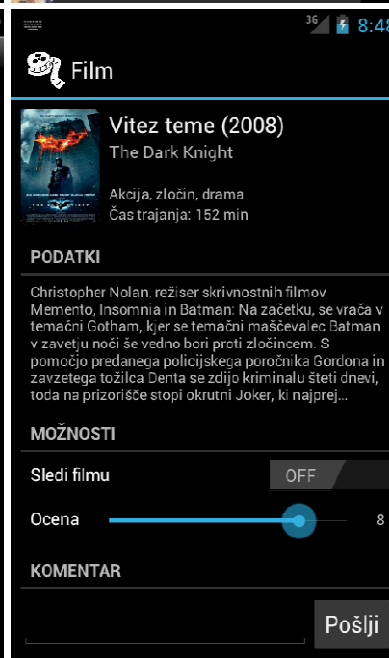 3G 8:48
Film
Vitez teme (2008)
The Dark Knight
Akcija, zločin, drama
Čas trajanja: 152 min
PODATKI
Christopher Nolan, režiser skrivnostnih filmov
Memento, Insomnia in Batman: Na začetku, se vrača v
temačni Gotham, kjer se temačni maščevalec Batman
v zavetju noči še vedno bori proti zločincem. S
pomočjo predanega policijskega poročnika Gordona in
zavzetega tožilca Denta se zdijo kriminalu šteti dnevi,
toda na prizorišče stopi okrutni Joker, ki najprej...
MOŽNOSTI
Sledi filmu OFF
Ocena 8
KOMENTAR
Pošlji